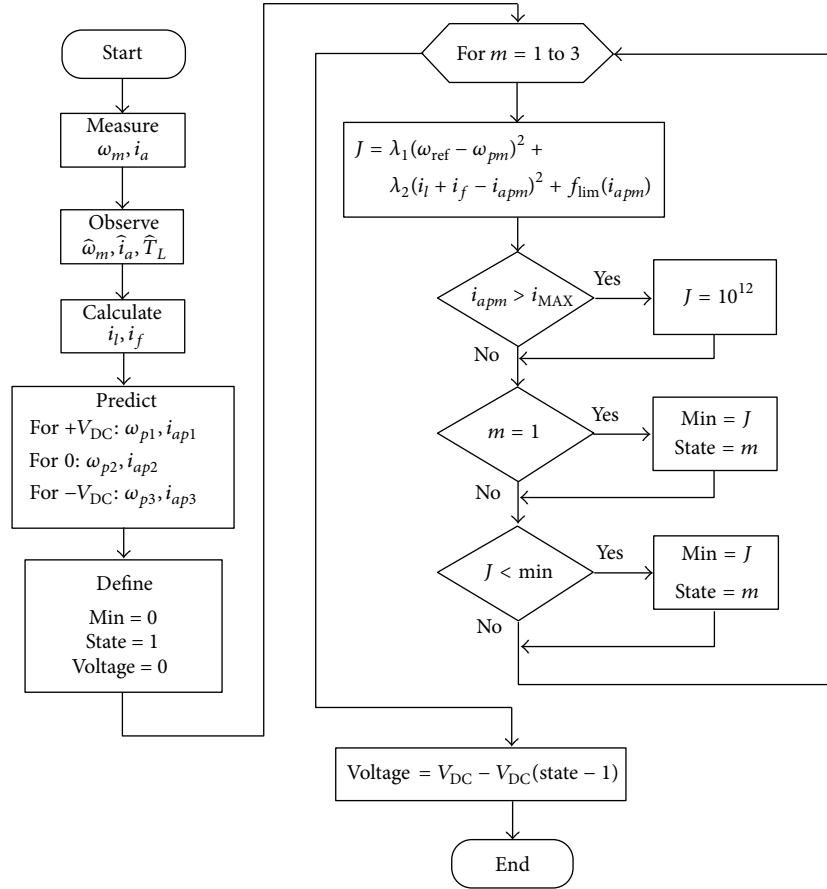 Start
Measure
ω_m, i_a
Observe
ω̂_m, î_a, T̂_L
Calculate
i_l, i_f
Predict
For +V_DC: ω_p1, i_ap1
For 0: ω_p2, i_ap2
For −V_DC: ω_p3, i_ap3
Define
Min = 0
State = 1
Voltage = 0
For m = 1 to 3
J = λ_1(ω_ref − ω_pm)^2 +
λ_2(i_l + i_f − i_apm)^2 + f_lim(i_apm)
i_apm > i_MAX
Yes
J = 10^12
No
m = 1
Yes
Min = J
State = m
No
J < min
Yes
Min = J
State = m
No
Voltage = V_DC − V_DC(state − 1)
End